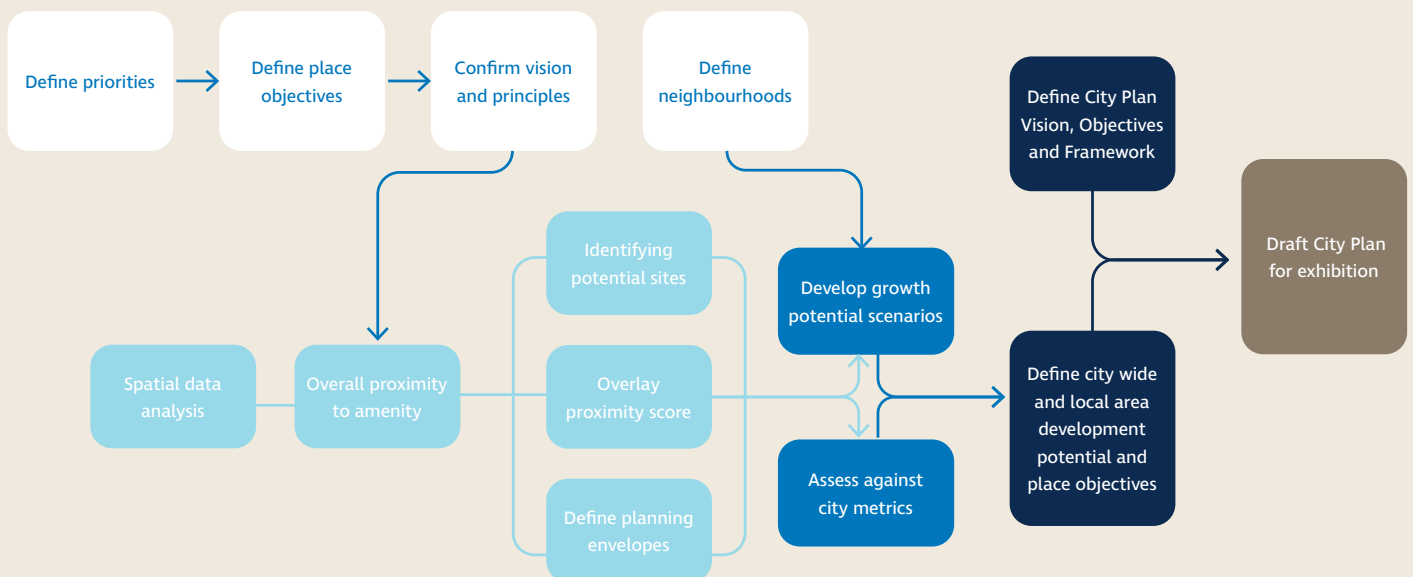 Define priorities
Define place
objectives
Confirm vision
and principles
Define
neighbourhoods
Define City Plan
Vision, Objectives
and Framework
Draft City Plan
for exhibition
Identifying
potential sites
Develop growth
potential scenarios
Spatial data
analysis
Overall proximity
to amenity
Overlay
proximity score
Define city wide
and local area
development
potential and
place objectives
Assess against
city metrics
Define planning
envelopes